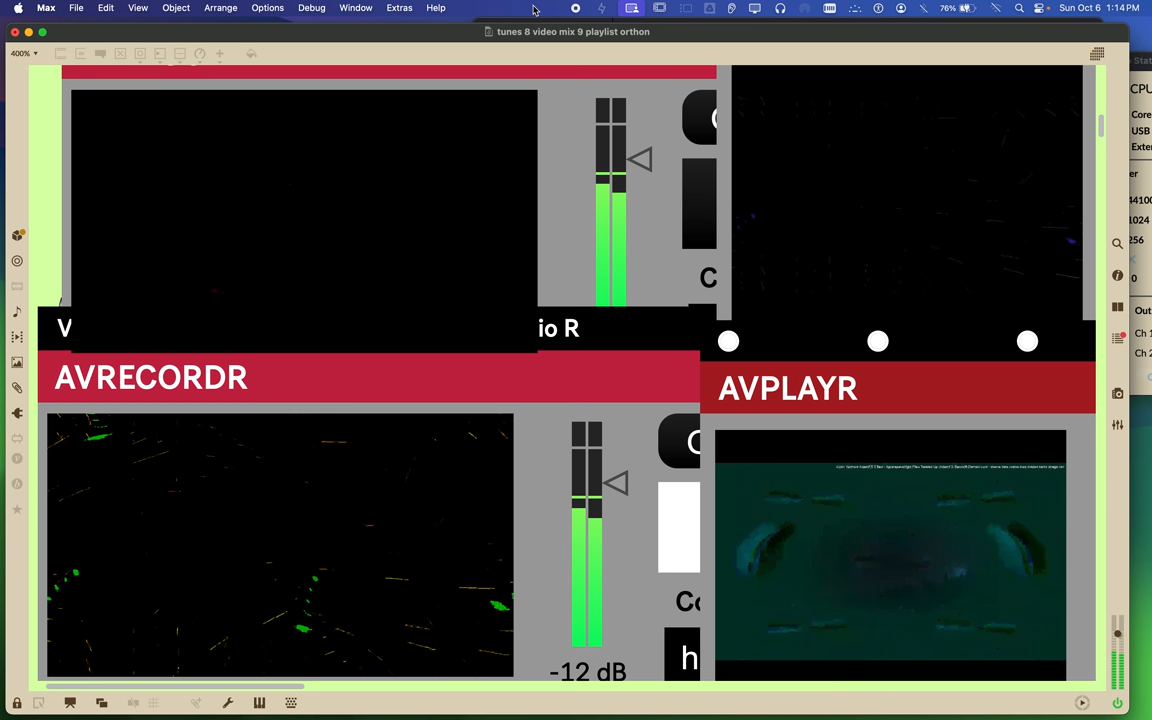 Max File Edit View Object Arrange Options Debug Window Extras Help
76%
Sun Oct 6 1:14 PM
tunes 8 video mix 9 playlist orthon
400%
Stat
CPU
Core
USB
Exter
er
44100
1024
256
0
Out
Ch 1
Ch 2
C
C
V
io R
AVRECORDR
AVPLAYR
C
Co
h
-12 dB